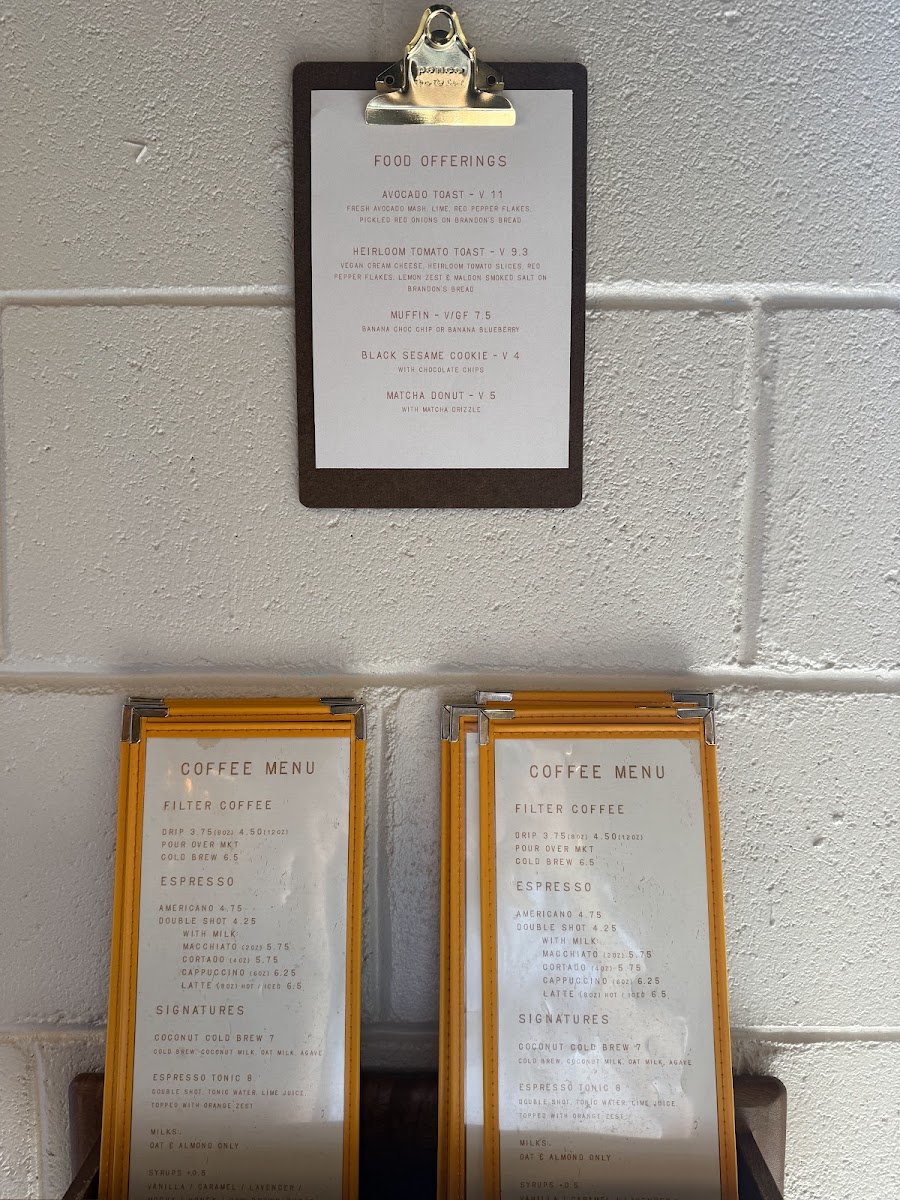 ponco
FOOD OFFERINGS
AVOCADO TOAST - V 11
FRESH AVOCADO MASH, LIME, RED PEPPER FLAKES,
PICKLED RED ONIONS ON BRANDON'S BREAD
HEIRLOOM TOMATO TOAST - V 9.3
VEGAN CREAM CHEESE, HEIRLOOM TOMATO SLICES, RED
PEPPER FLAKES, LEMON ZEST & MALDON SMOKED SALT ON
BRANDON'S BREAD
MUFFIN - V/GF 7.5
BANANA CHOC CHIP OR BANANA BLUEBERRY
BLACK SESAME COOKIE - V 4
WITH CHOCOLATE CHIPS
MATCHA DONUT - V 5
WITH MATCHA DRIZZLE
COFFEE MENU
FILTER COFFEE
DRIP 3.75(8OZ) 4.50(12OZ)
POUR OVER MKT
COLD BREW 6.5
ESPRESSO
AMERICANO 4.75
DOUBLE SHOT 4.25
WITH MILK
MACCHIATO (2OZ) 5.75
CORTADO (4OZ) 5.75
CAPPUCCINO (6OZ) 6.25
LATTE (8OZ) HOT / ICED 6.5
SIGNATURES
COCONUT COLD BREW 7
COLD BREW, COCONUT MILK, OAT MILK, AGAVE
ESPRESSO TONIC 8
DOUBLE SHOT, TONIC WATER, LIME JUICE,
TOPPED WITH ORANGE ZEST
MILKS:
OAT & ALMOND ONLY
SYRUPS +0.5
VANILLA / CARAMEL / LAVENDER /
COFFEE MENU
FILTER COFFEE
DRIP 3.75(8OZ) 4.50(12OZ)
POUR OVER MKT
COLD BREW 6.5
ESPRESSO
AMERICANO 4.75
DOUBLE SHOT 4.25
WITH MILK
MACCHIATO (2OZ) 5.75
CORTADO (4OZ) 5.75
CAPPUCCINO (6OZ) 6.25
LATTE (8OZ) HOT / ICED 6.5
SIGNATURES
COCONUT COLD BREW 7
COLD BREW, COCONUT MILK, OAT MILK, AGAVE
ESPRESSO TONIC 8
DOUBLE SHOT, TONIC WATER, LIME JUICE,
TOPPED WITH ORANGE ZEST
MILKS:
OAT & ALMOND ONLY
SYRUPS +0.5
VANILLA / CARAMEL / LAVENDER /